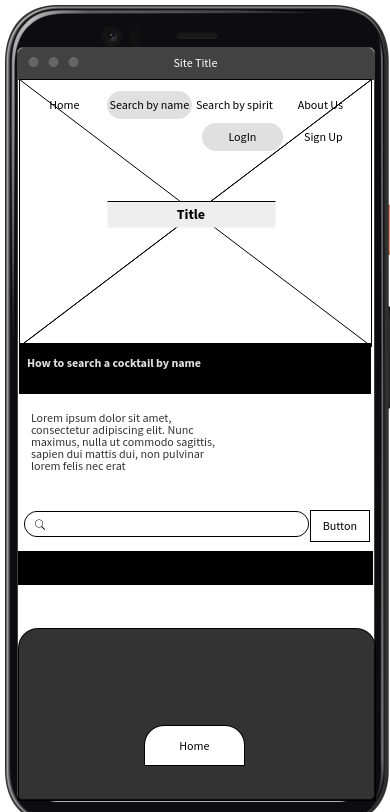 Site Title
Home Search by name Search by spirit About Us
LogIn Sign Up
Title
How to search a cocktail by name
Lorem ipsum dolor sit amet,
consectetur adipiscing elit. Nunc
maximus, nulla ut commodo sagittis,
sapien dui mattis dui, non pulvinar
lorem felis nec erat
Button
Home